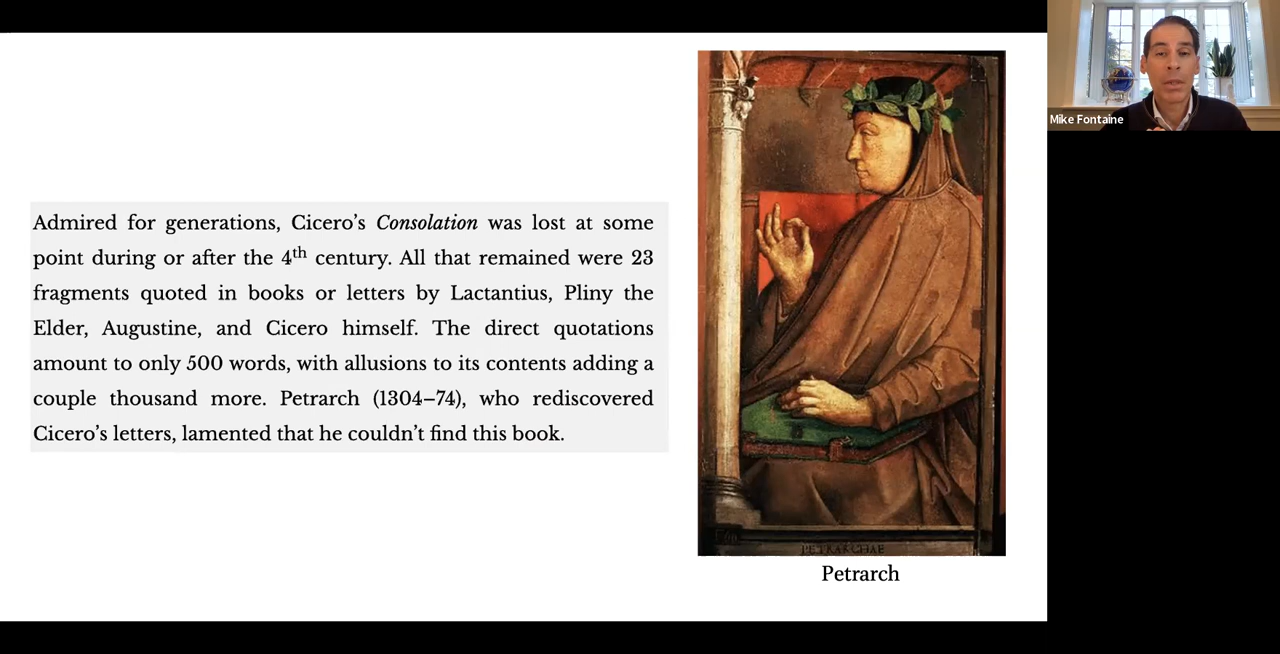 Admired for generations, Cicero’s Consolation was lost at some
point during or after the 4th century. All that remained were 23
fragments quoted in books or letters by Lactantius, Pliny the
Elder, Augustine, and Cicero himself. The direct quotations
amount to only 500 words, with allusions to its contents adding a
couple thousand more. Petrarch (1304–74), who rediscovered
Cicero’s letters, lamented that he couldn’t find this book.
PETRARCHAE
Petrarch
Mike Fontaine